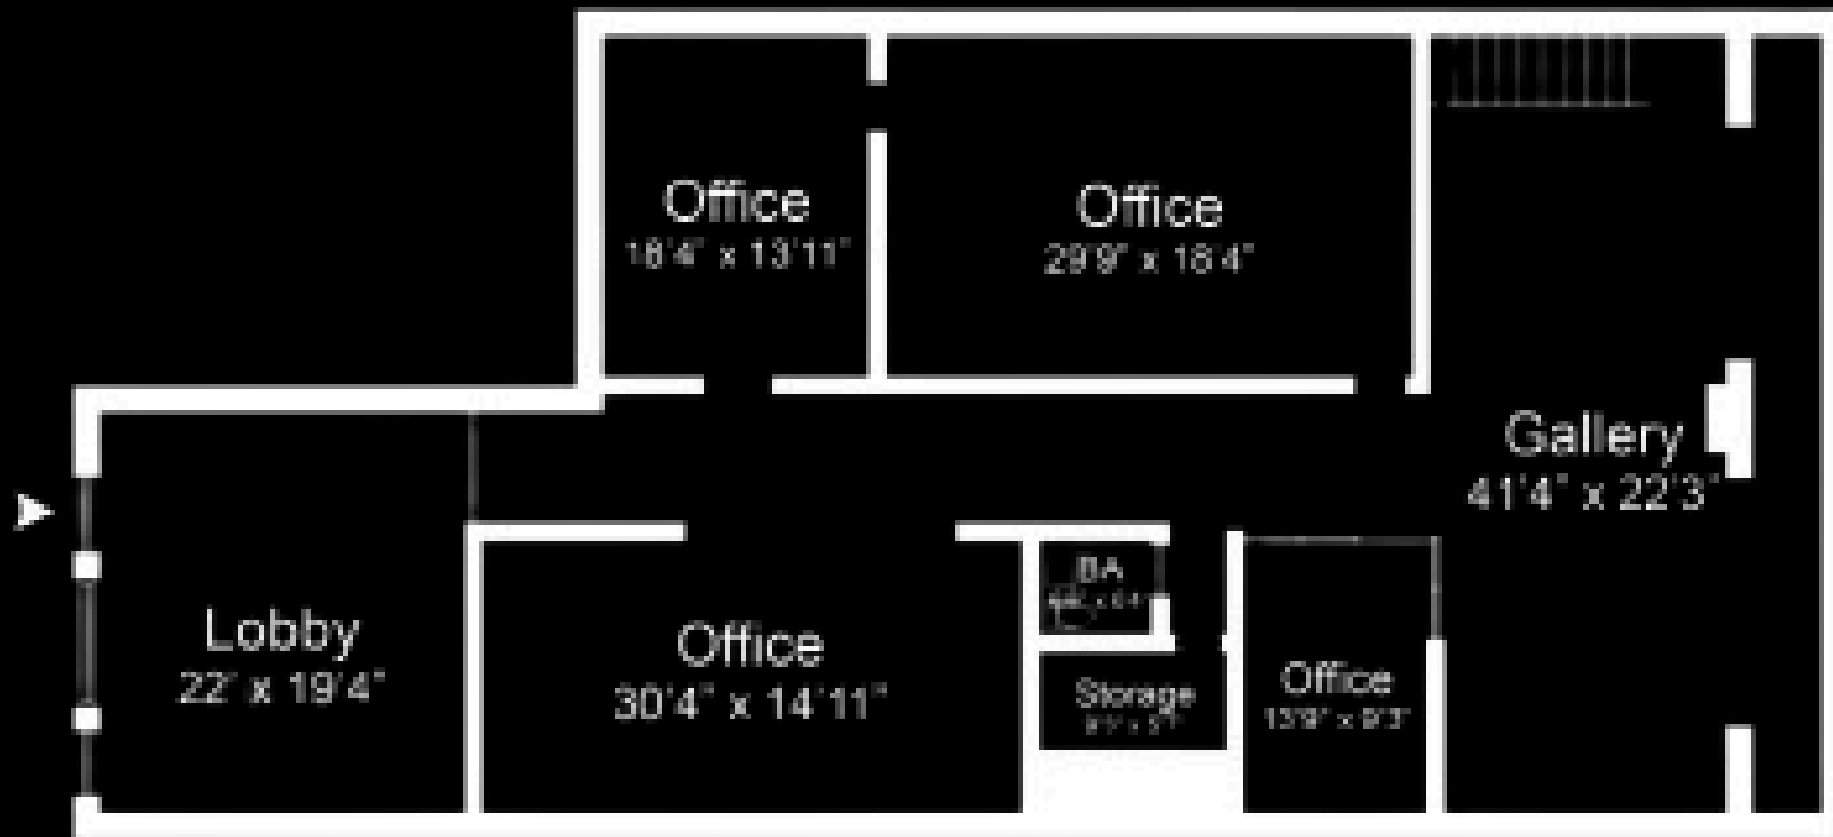 Office
18'4" x 13'11"
Office
29'9" x 18'4"
Gallery
41'4" x 22'3"
BA
Lobby
22' x 19'4"
Office
30'4" x 14'11"
Storage
Office
13'9" x 9'3"